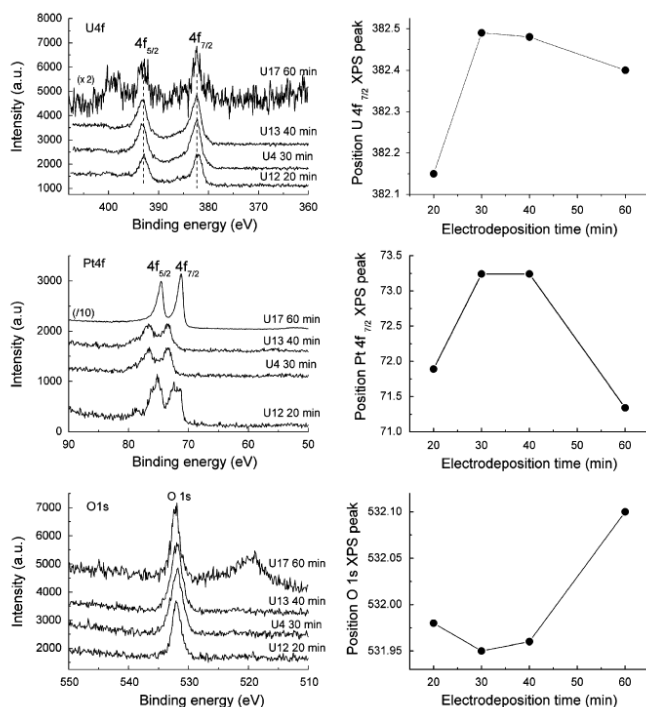 U4f
4f5/2
4f7/2
(x 2)
U17 60 min
U13 40 min
U4 30 min
U12 20 min
8000
7000
6000
5000
4000
3000
2000
1000
Intensity (a.u.)
400 390 380 370 360
Binding energy (eV)
382.5
382.4
382.3
382.2
382.1
Position U 4f7/2 XPS peak
20 30 40 50 60
Electrodeposition time (min)
Pt4f
4f5/2
4f7/2
(/10)
U17 60 min
U13 40 min
U4 30 min
U12 20 min
3000
2000
1000
0
Intensity (a.u)
90 80 70 60 50
Binding energy (eV)
73.5
73.0
72.5
72.0
71.5
71.0
Position Pt 4f7/2 XPS peak
20 30 40 50 60
Electrodeposition time (min)
O1s
O 1s
U17 60 min
U13 40 min
U4 30 min
U12 20 min
7000
6000
5000
4000
3000
2000
Intensity (a.u.)
550 540 530 520 510
Binding energy (eV)
532.10
532.05
532.00
531.95
Position O 1s XPS peak
20 30 40 50 60
Electrodeposition time (min)